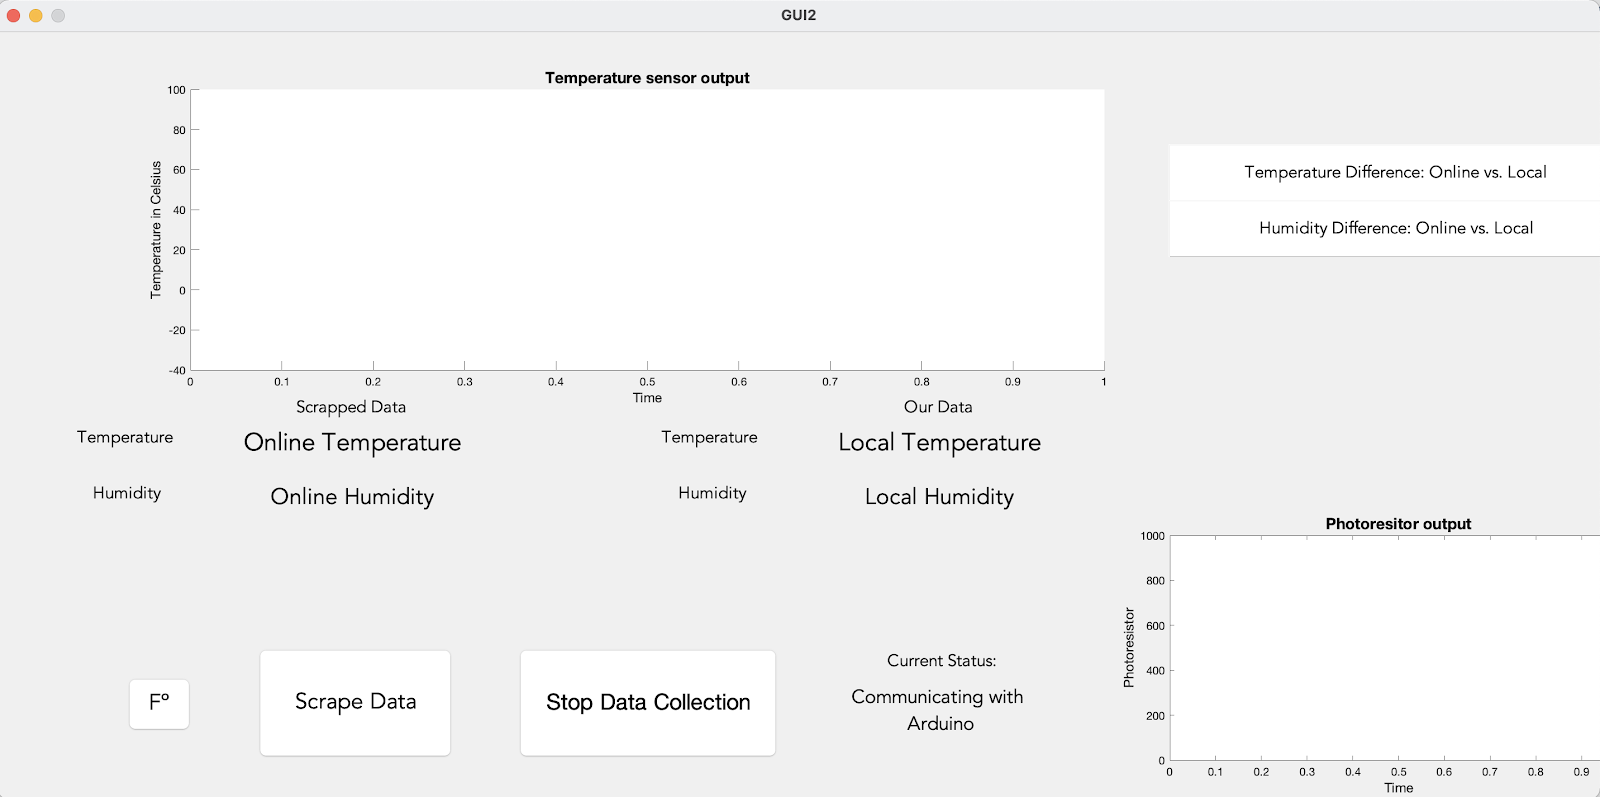 GUI2
Temperature sensor output
100
80
60
40
20
0
-20
-40
Temperature in Celsius
0 0.1 0.2 0.3 0.4 0.5 0.6 0.7 0.8 0.9 1
Time
Temperature Difference: Online vs. Local
Humidity Difference: Online vs. Local
Scrapped Data
Our Data
Temperature
Online Temperature
Temperature
Local Temperature
Humidity
Online Humidity
Humidity
Local Humidity
Photoresitor output
1000
800
600
400
200
0
Photoresistor
0 0.1 0.2 0.3 0.4 0.5 0.6 0.7 0.8 0.9
Time
Fº
Scrape Data
Stop Data Collection
Current Status:
Communicating with
Arduino